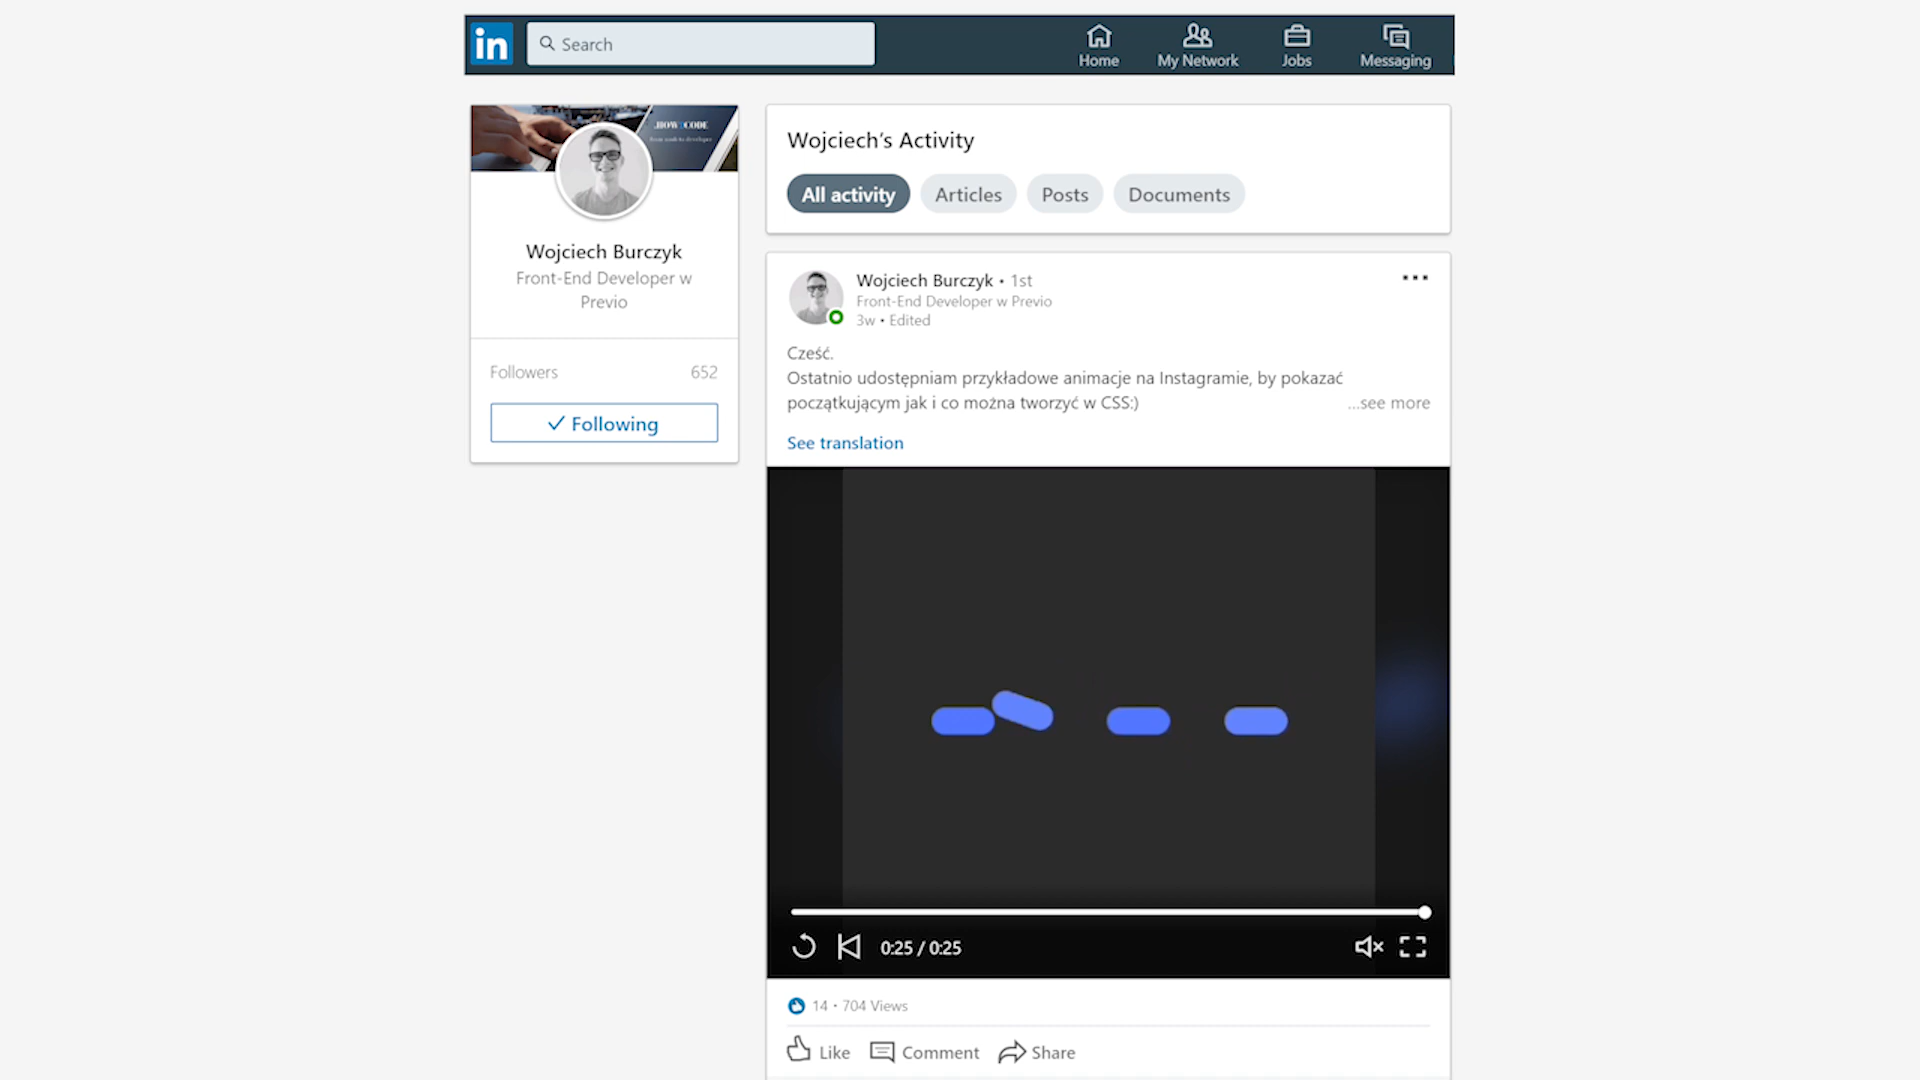 in
Search
Home
My Network
Jobs
Messaging
Wojciech Burczyk
Front-End Developer w
Previo
Followers 652
Following
Wojciech’s Activity
All activity
Articles
Posts
Documents
Wojciech Burczyk • 1st
Front-End Developer w Previo
3w • Edited
Cześć.
Ostatnio udostępniam przykładowe animacje na Instagramie, by pokazać
początkującym jak i co można tworzyć w CSS:) ...see more
See translation
0:25 / 0:25
14 • 704 Views
Like
Comment
Share